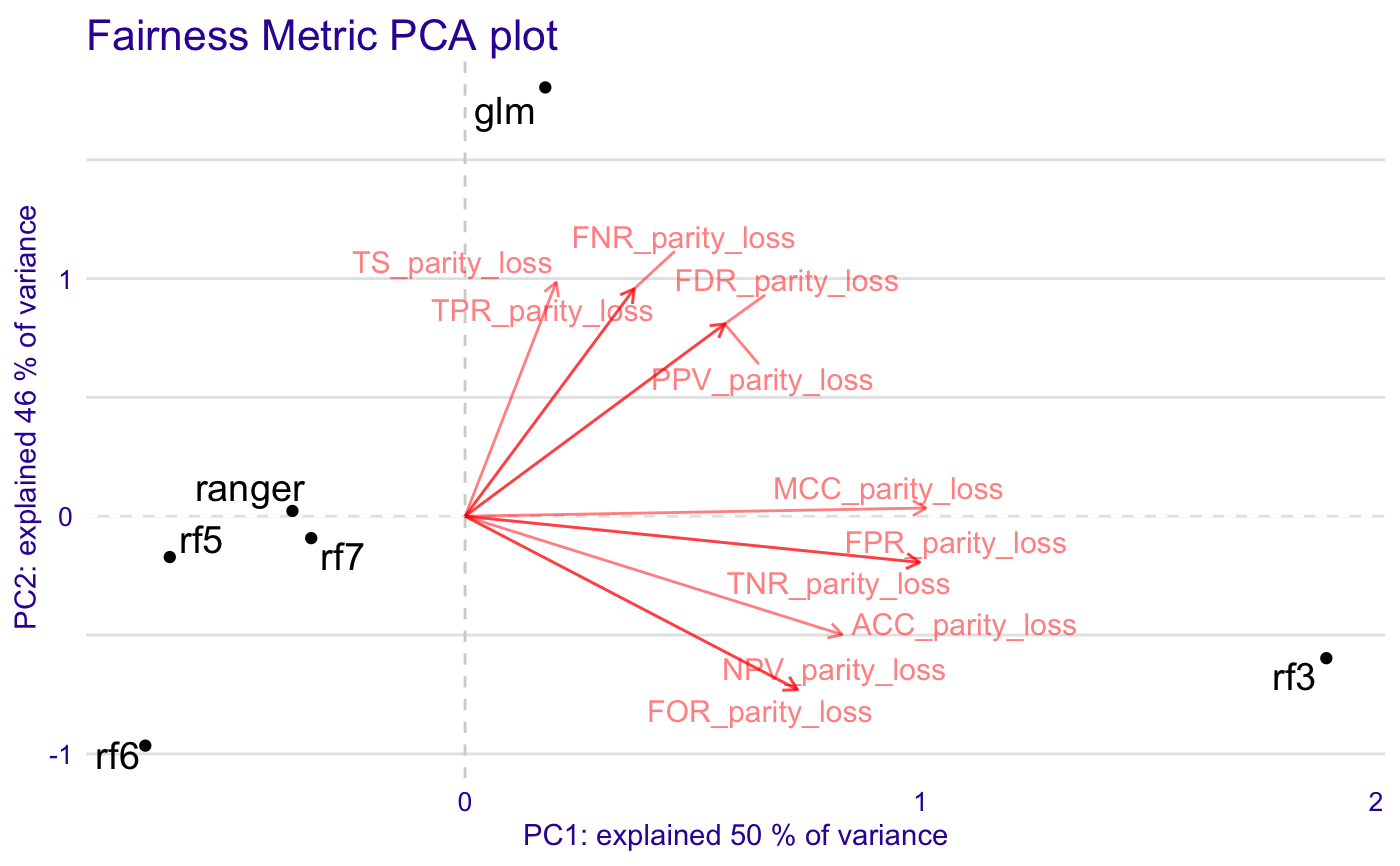 Fairness Metric PCA plot
glm
FNR_parity_loss
TS_parity_loss
FDR_parity_loss
1
TPR_parity_loss
PPV_parity_loss
PC2: explained 46 % of variance
ranger
MCC_parity_loss
0
rf5
rf7
FPR_parity_loss
TNR_parity_loss
ACC_parity_loss
NPV_parity_loss
rf3
FOR_parity_loss
-1
rf6
0
1
2
PC1: explained 50 % of variance